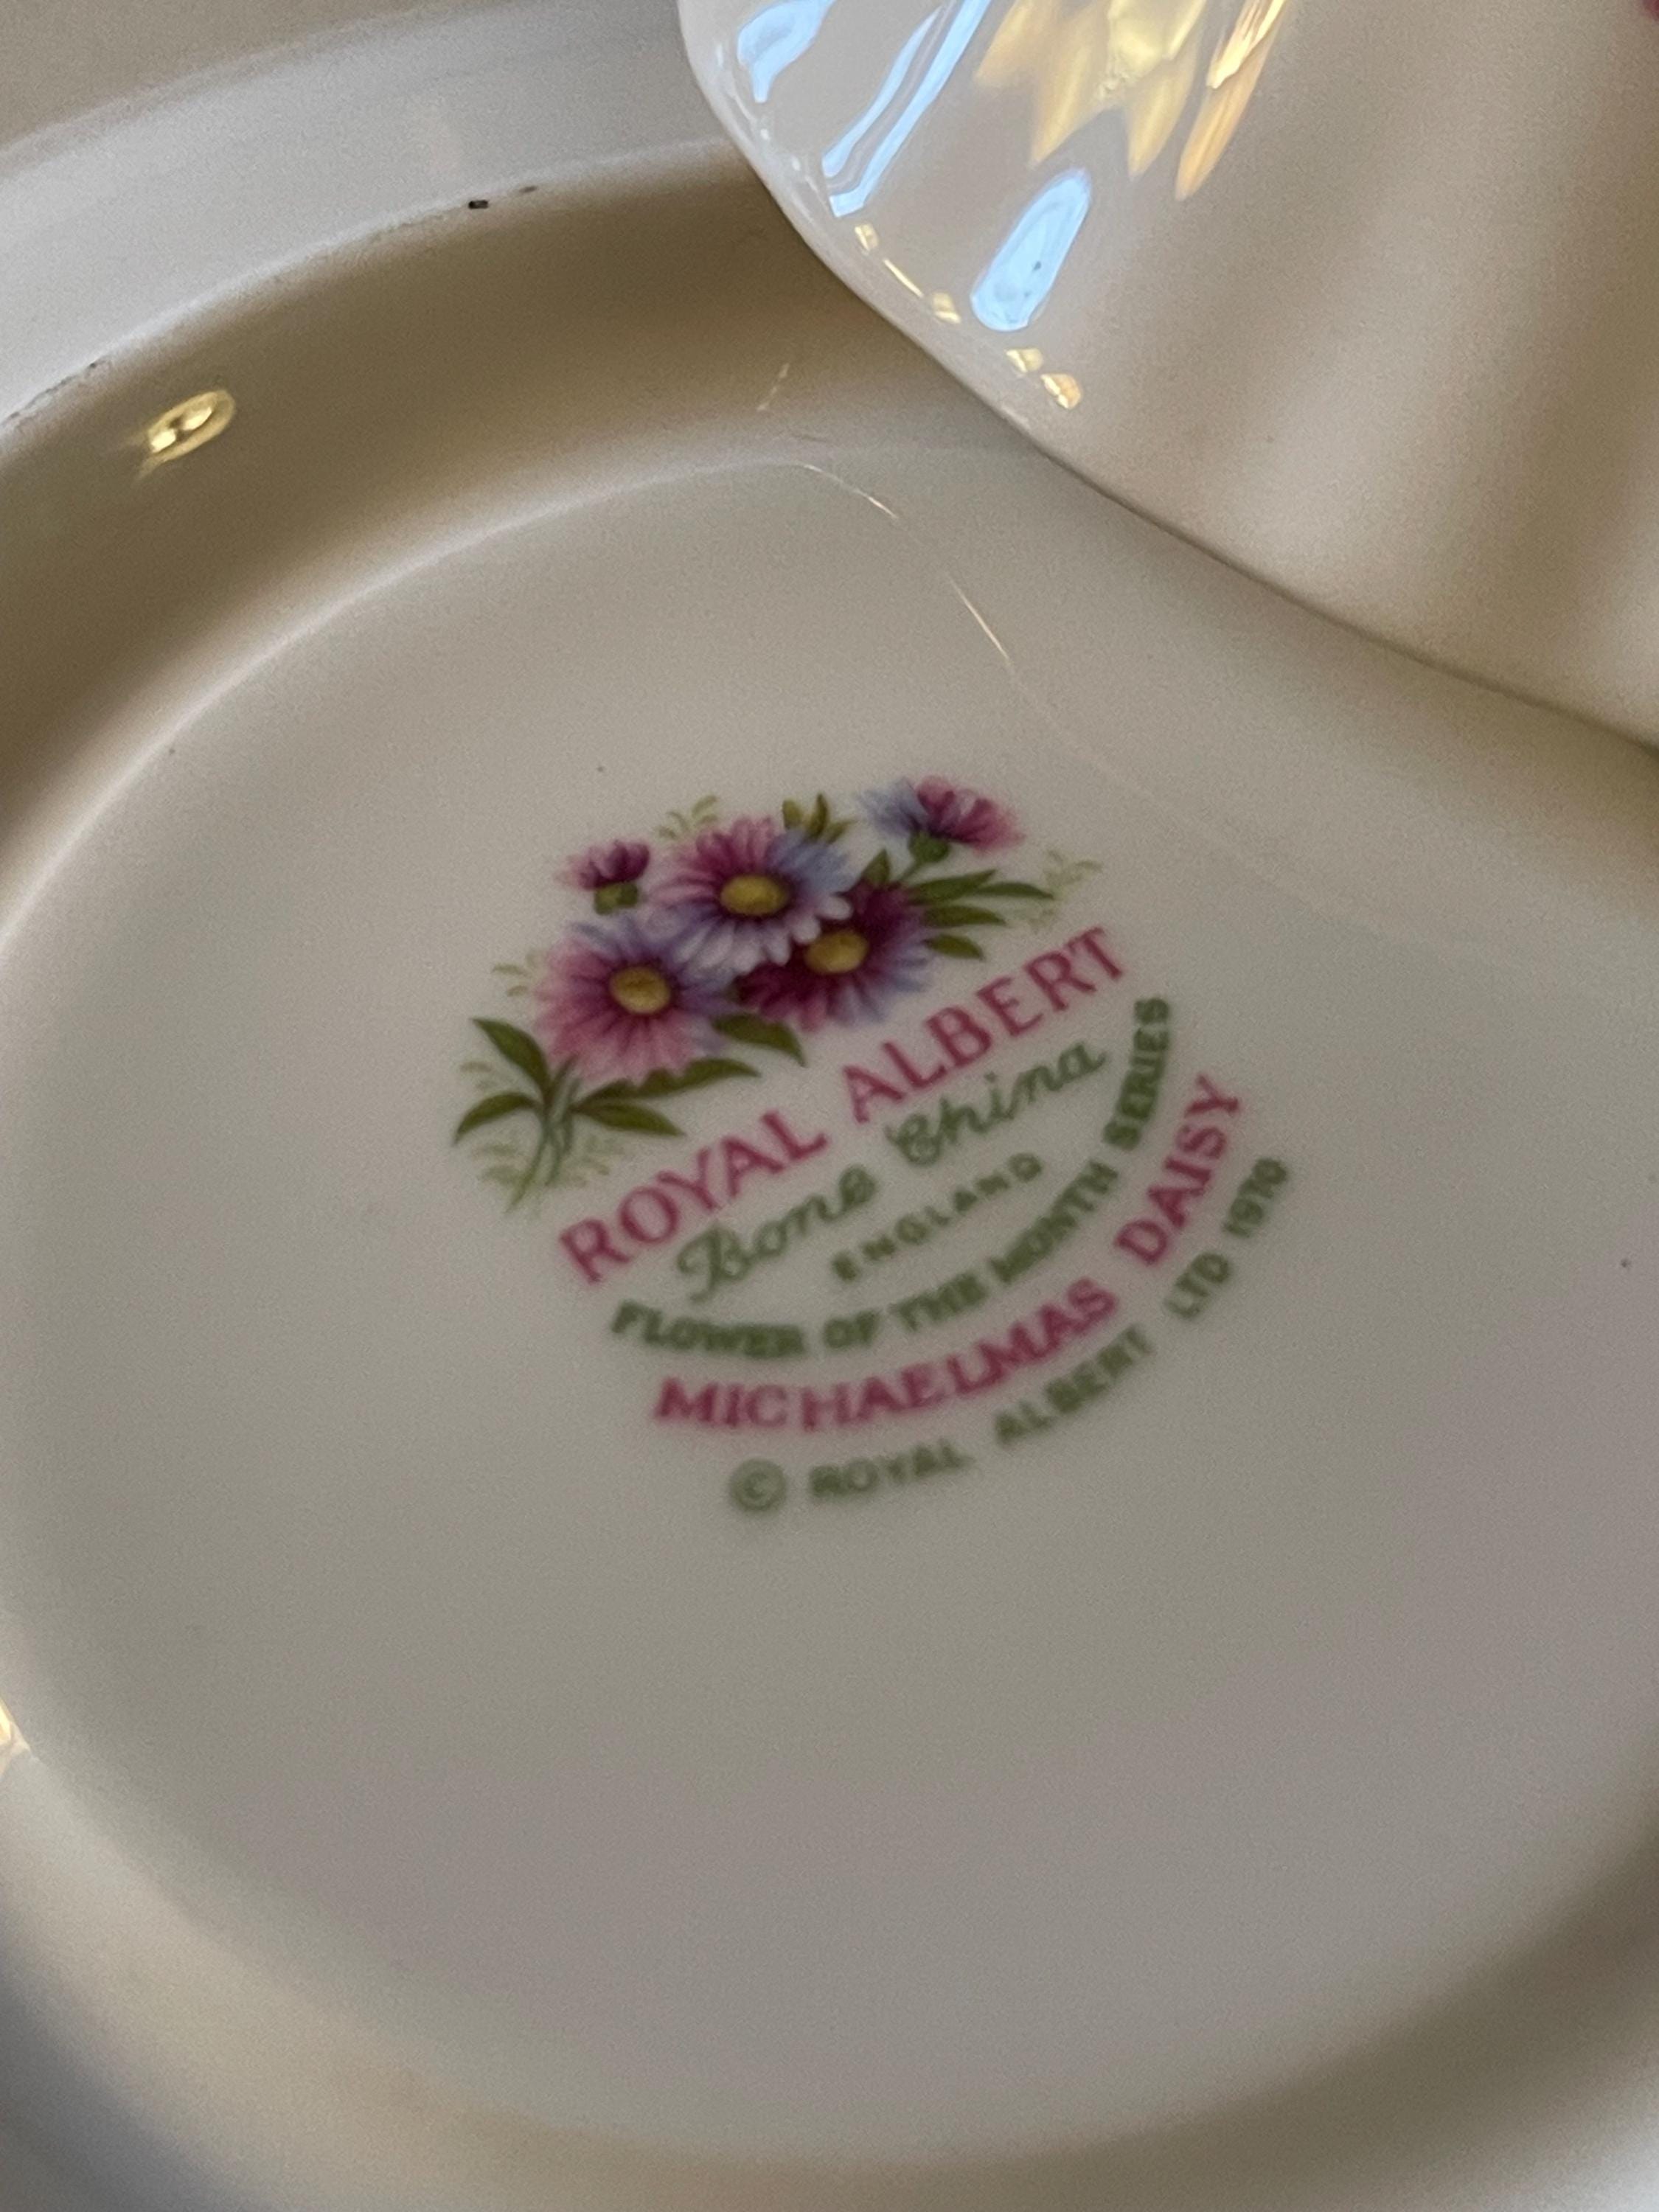 ROYAL ALBERT
Bone China
ENGLAND
FLOWER OF THE MONTH SERIES
MICHAELMAS DAISY
© ROYAL ALBERT LTD 1970